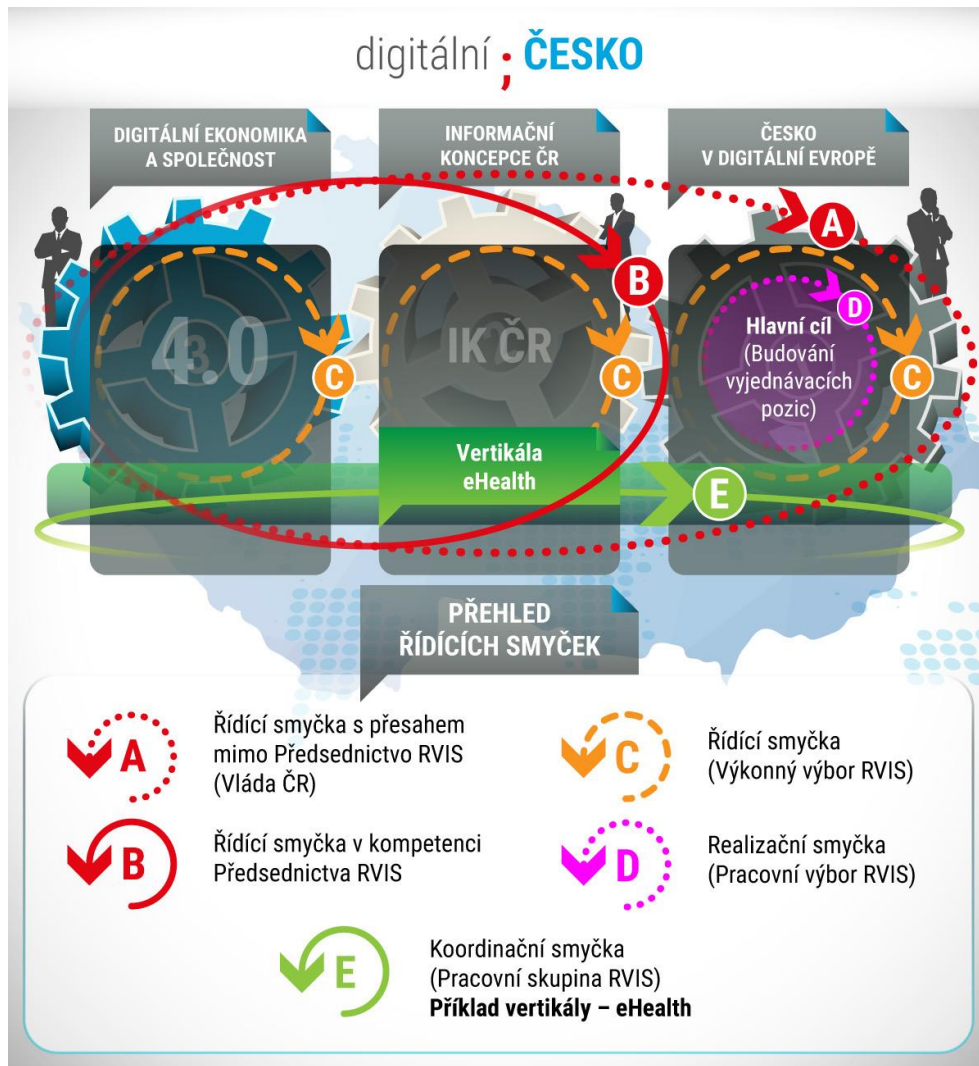 digitální ; ČESKO
DIGITÁLNÍ EKONOMIKA
A SPOLEČNOST
INFORMAČNÍ
KONCEPCE ČR
ČESKO
V DIGITÁLNÍ EVROPĚ
A
B
4.0
C
IK ČR
C
D
Hlavní cíl
(Budování
vyjednávacích
pozic)
C
Vertikála
eHealth
E
PŘEHLED
ŘÍDÍCÍCH SMYČEK
A
Řídící smyčka s přesahem
mimo Předsednictvo RVIS
(Vláda ČR)
C
Řídící smyčka
(Výkonný výbor RVIS)
B
Řídící smyčka v kompetenci
Předsednictva RVIS
D
Realizační smyčka
(Pracovní výbor RVIS)
E
Koordinační smyčka
(Pracovní skupina RVIS)
Příklad vertikály – eHealth